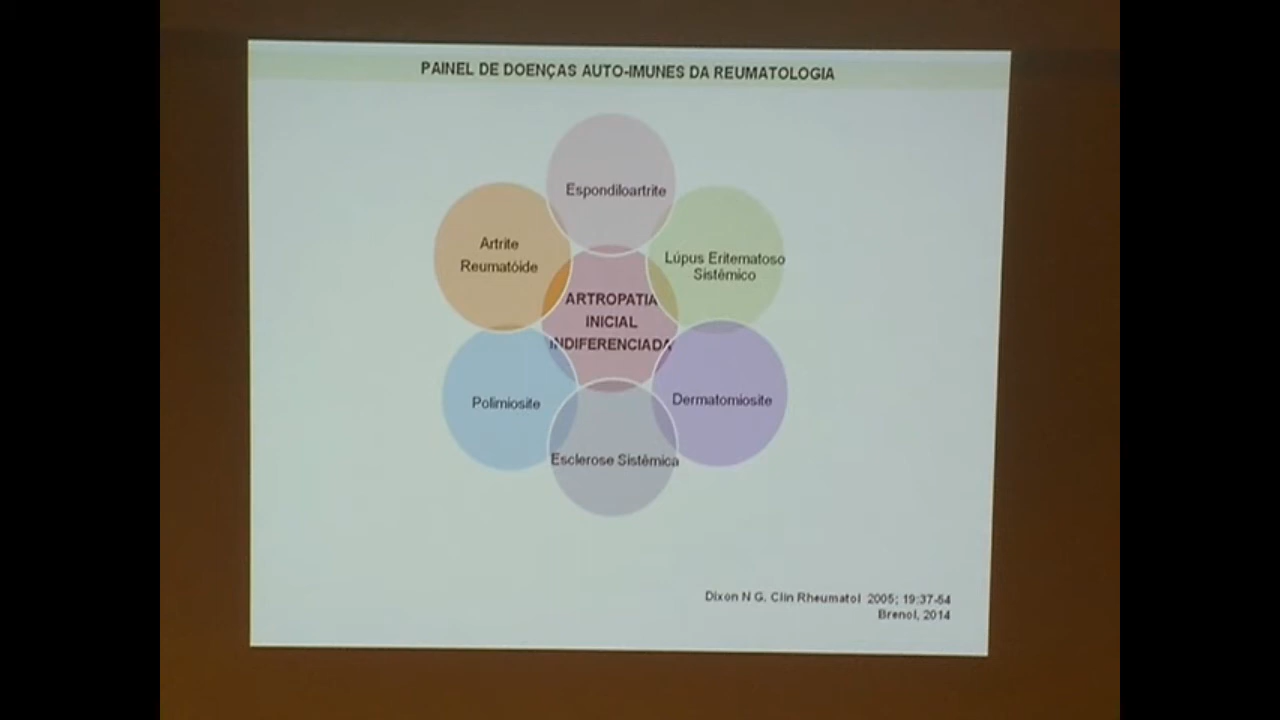 PAINEL DE DOENÇAS AUTO-IMUNES DA REUMATOLOGIA
Espondiloartrite
Artrite
Reumatóide
Lúpus Eritematoso
Sistêmico
ARTROPATIA
INICIAL
INDIFERENCIADA
Polimiosite
Dermatomiosite
Esclerose Sistêmica
Dixon N G. Clin Rheumatol 2005; 19:37-54
Brenol, 2014